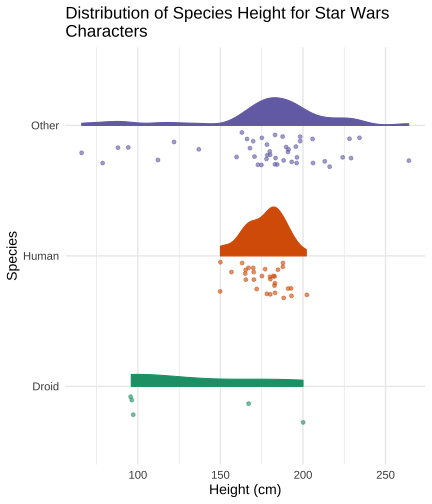 Distribution of Species Height for Star Wars
Characters
Species
Other
Human
Droid
100 150 200 250
Height (cm)